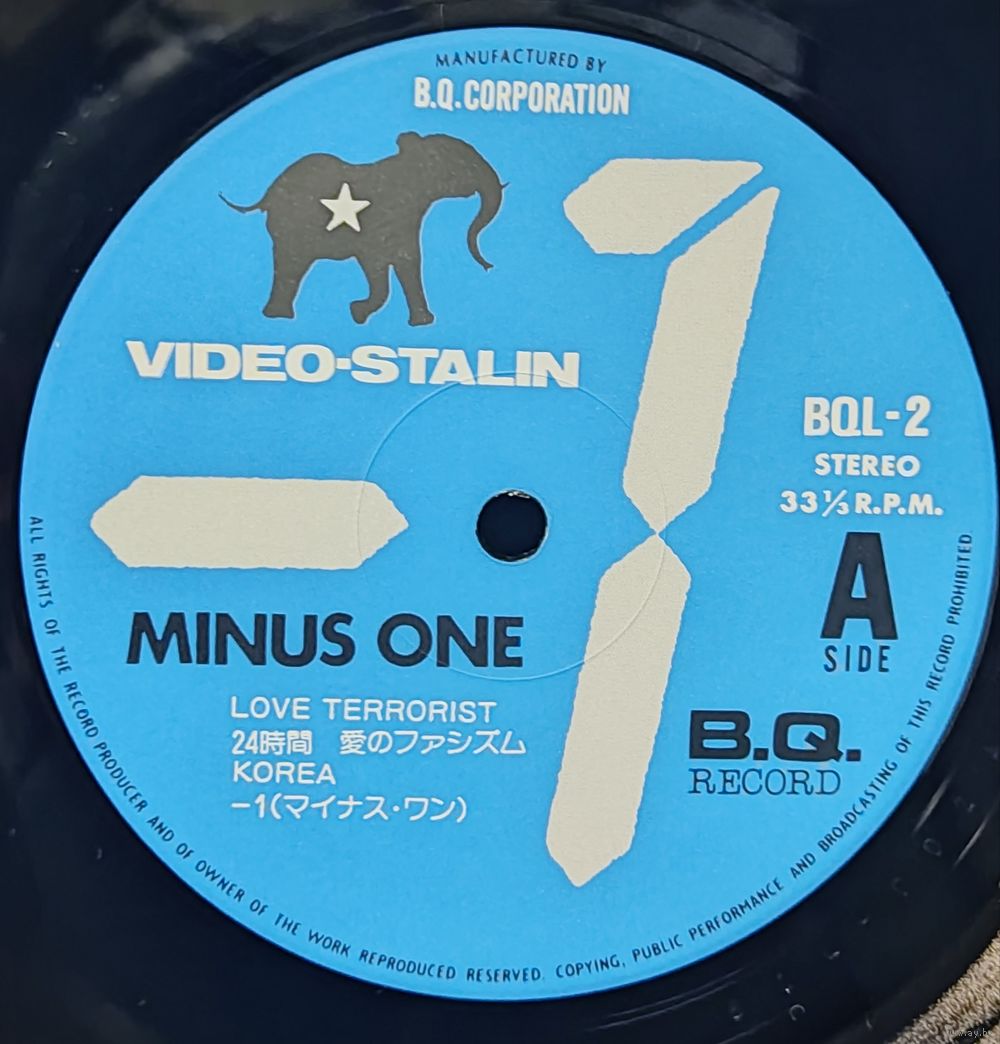 MANUFACTURED BY
B.Q.CORPORATION
VIDEO-STALIN
-1
BQL-2
STEREO
33 1/3 R.P.M.
A
SIDE
MINUS ONE
LOVE TERRORIST
24時間 愛のファシズム
KOREA
-1(マイナス・ワン)
B.Q.
RECORD
ALL RIGHTS OF THE RECORD PRODUCER AND OF OWNER OF THE WORK REPRODUCED RESERVED. COPYING, PUBLIC PERFORMANCE AND BROADCASTING OF THIS RECORD PROHIBITED.